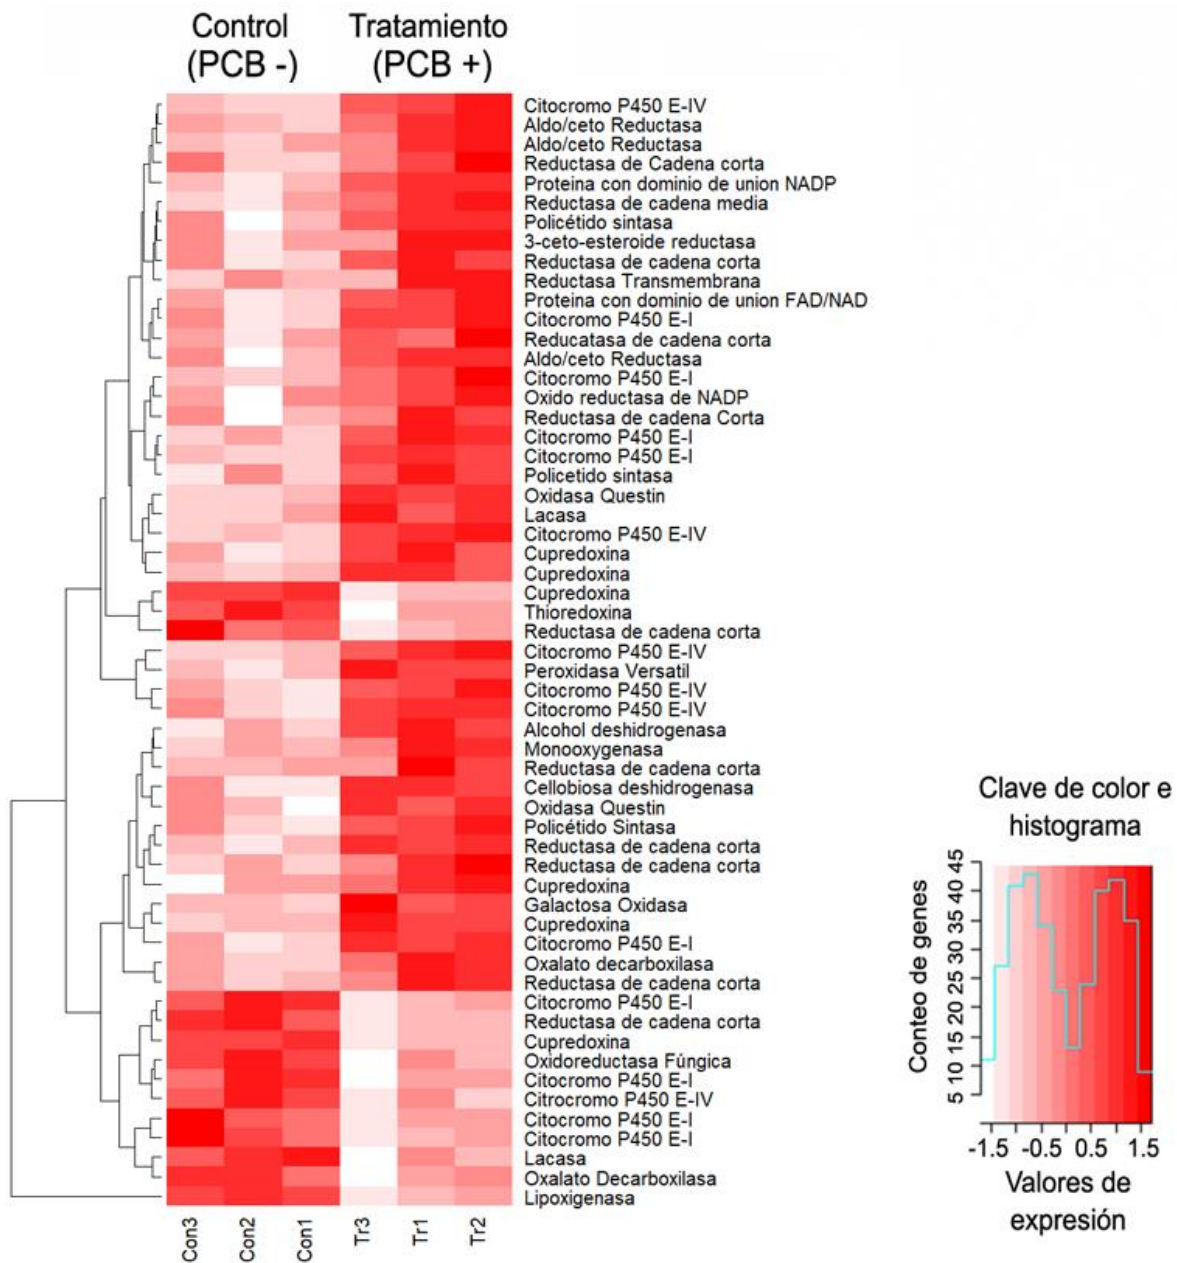 Control
(PCB -)
Tratamiento
(PCB +)
Citocromo P450 E-IV
Aldo/ceto Reductasa
Aldo/ceto Reductasa
Reductasa de Cadena corta
Proteina con dominio de union NADP
Reductasa de cadena media
Policétido sintasa
3-ceto-esteroide reductasa
Reductasa de cadena corta
Reductasa Transmembrana
Proteina con dominio de union FAD/NAD
Citocromo P450 E-I
Reducatasa de cadena corta
Aldo/ceto Reductasa
Citocromo P450 E-I
Oxido reductasa de NADP
Reductasa de cadena Corta
Citocromo P450 E-I
Citocromo P450 E-I
Policetido sintasa
Oxidasa Questin
Lacasa
Citocromo P450 E-IV
Cupredoxina
Cupredoxina
Cupredoxina
Thioredoxina
Reductasa de cadena corta
Citocromo P450 E-IV
Peroxidasa Versatil
Citocromo P450 E-IV
Citocromo P450 E-IV
Alcohol deshidrogenasa
Monooxygenasa
Reductasa de cadena corta
Cellobiosa deshidrogenasa
Oxidasa Questin
Policétido Sintasa
Reductasa de cadena corta
Reductasa de cadena corta
Cupredoxina
Galactosa Oxidasa
Cupredoxina
Citocromo P450 E-I
Oxalato decarboxilasa
Reductasa de cadena corta
Citocromo P450 E-I
Reductasa de cadena corta
Cupredoxina
Oxidoreductasa Fúngica
Citocromo P450 E-I
Citrocromo P450 E-IV
Citocromo P450 E-I
Citocromo P450 E-I
Lacasa
Oxalato Decarboxilasa
Lipoxigenasa
Con3 Con2 Con1 Tr3 Tr1 Tr2
Clave de color e
histograma
Conteo de genes
5 10 15 20 25 30 35 40 45
-1.5 -0.5 0.5 1.5
Valores de
expresión